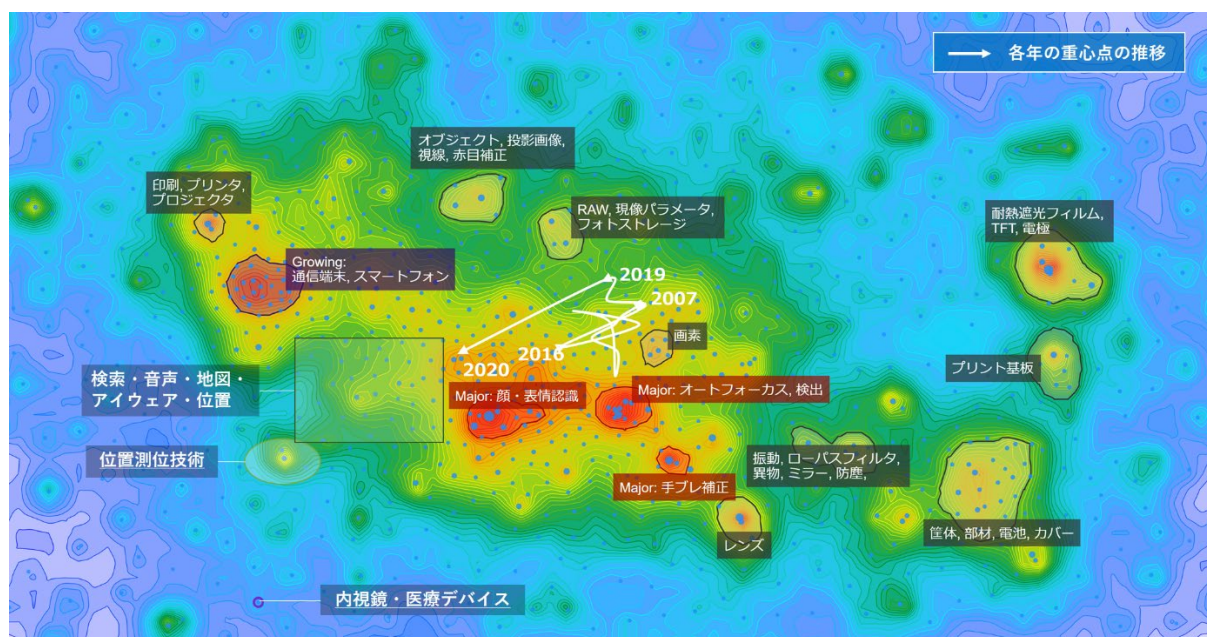 各年の重心点の推移
オブジェクト, 投影画像,
視線, 赤目補正
印刷, プリンタ,
プロジェクタ
RAW, 現像パラメータ,
フォトストレージ
耐熱遮光フィルム,
TFT, 電極
Growing:
通信端末, スマートフォン
2019
2007
画素
2016
2020
プリント基板
検索・音声・地図・
アイウェア・位置
Major: 顔・表情認識
Major: オートフォーカス, 検出
位置測位技術
振動, ローパスフィルタ,
異物, ミラー, 防塵,
Major: 手ブレ補正
レンズ
筐体, 部材, 電池, カバー
内視鏡・医療デバイス